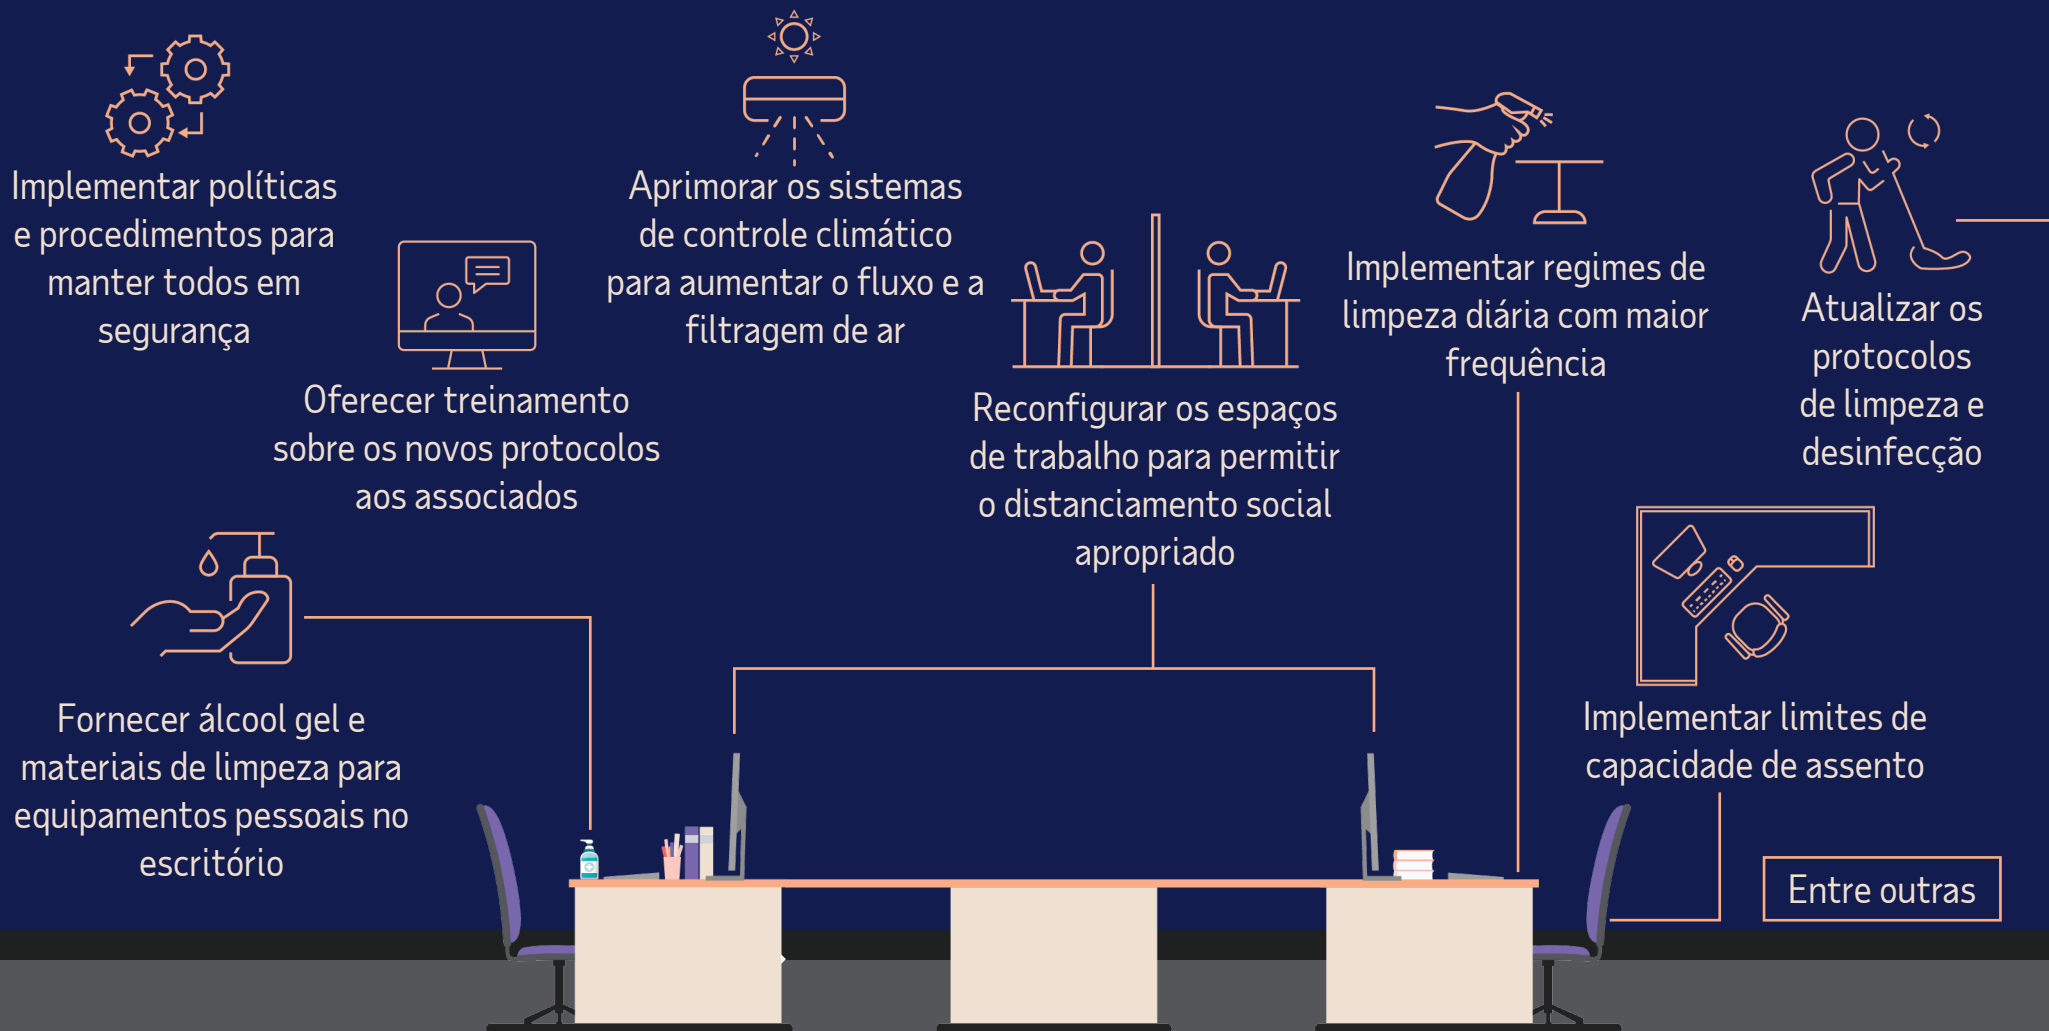 Implementar políticas
e procedimentos para
manter todos em
segurança
Oferecer treinamento
sobre os novos protocolos
aos associados
Aprimorar os sistemas
de controle climático
para aumentar o fluxo e a
filtragem de ar
Reconfigurar os espaços
de trabalho para permitir
o distanciamento social
apropriado
Implementar regimes de
limpeza diária com maior
frequência
Atualizar os
protocolos
de limpeza e
desinfecção
Fornecer álcool gel e
materiais de limpeza para
equipamentos pessoais no
escritório
Implementar limites de
capacidade de assento
Entre outras